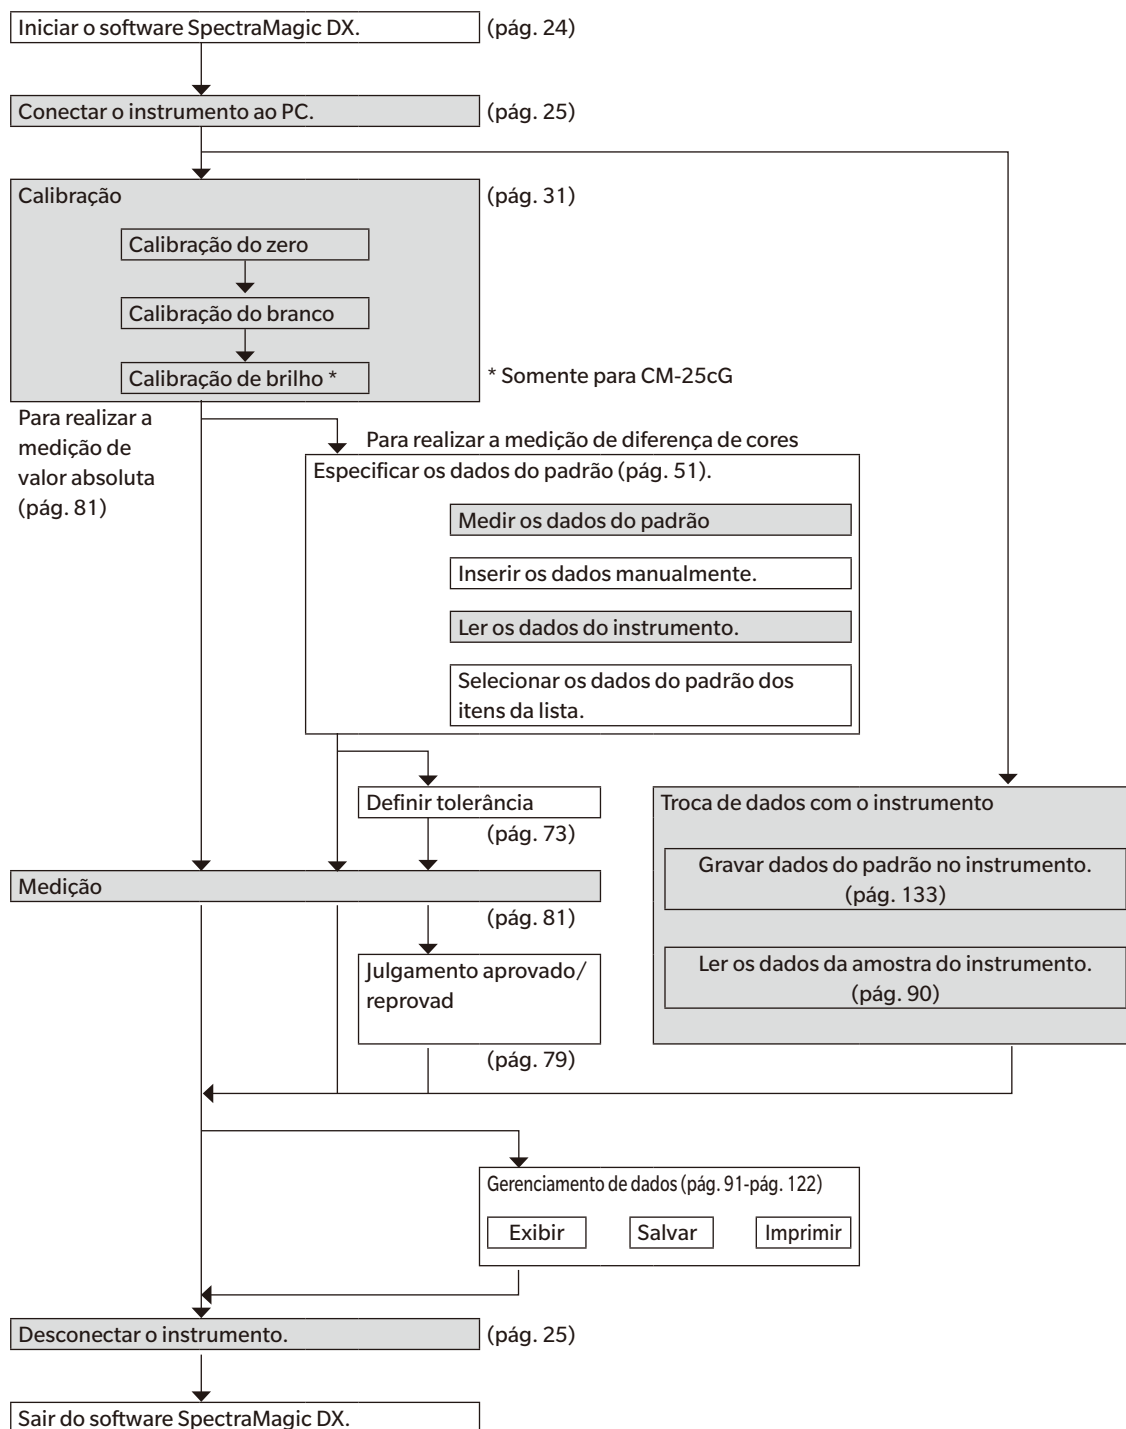 Iniciar o software SpectraMagic DX.
(pág. 24)
Conectar o instrumento ao PC.
(pág. 25)
Calibração
(pág. 31)
Calibração do zero
Calibração do branco
Calibração de brilho *
* Somente para CM-25cG
Para realizar a
medição de
valor absoluta
(pág. 81)
Para realizar a medição de diferença de cores
Especificar os dados do padrão (pág. 51).
Medir os dados do padrão
Inserir os dados manualmente.
Ler os dados do instrumento.
Selecionar os dados do padrão dos
itens da lista.
Definir tolerância
(pág. 73)
Troca de dados com o instrumento
Gravar dados do padrão no instrumento.
(pág. 133)
Ler os dados da amostra do instrumento.
(pág. 90)
Medição
(pág. 81)
Julgamento aprovado/
reprovad
(pág. 79)
Gerenciamento de dados (pág. 91-pág. 122)
Exibir
Salvar
Imprimir
Desconectar o instrumento.
(pág. 25)
Sair do software SpectraMagic DX.